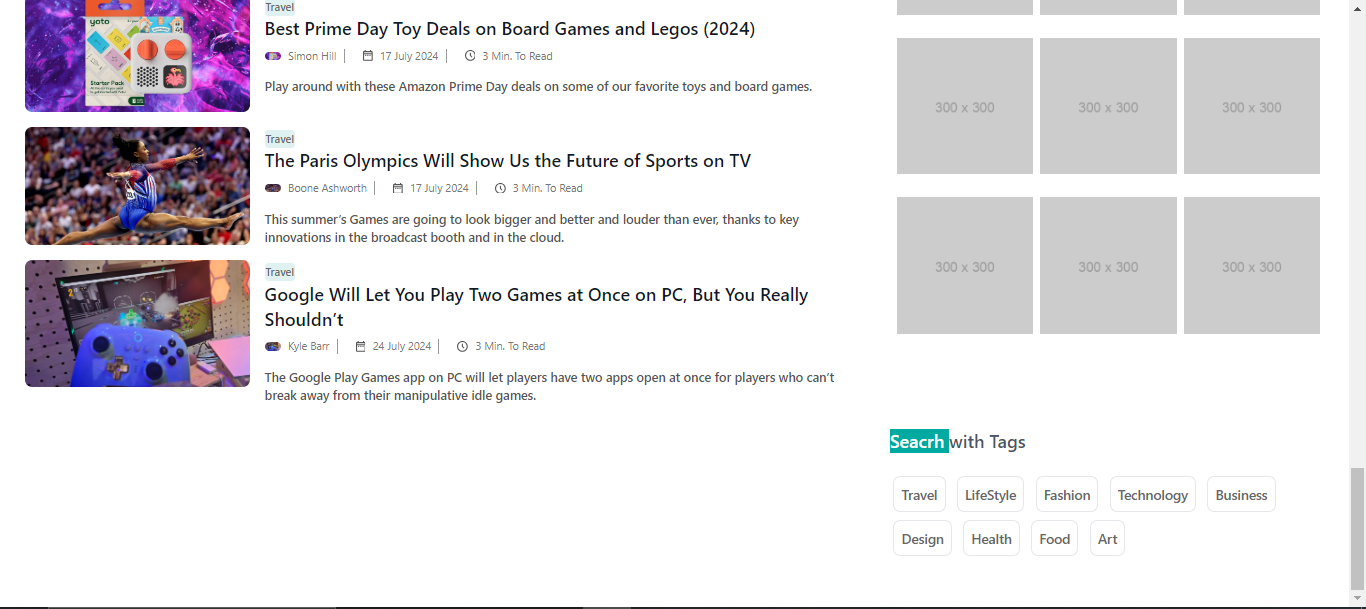 Travel
Best Prime Day Toy Deals on Board Games and Legos (2024)
Simon Hill | 17 July 2024 | 3 Min. To Read
Play around with these Amazon Prime Day deals on some of our favorite toys and board games.
yoto
Starter Pack
Travel
The Paris Olympics Will Show Us the Future of Sports on TV
Boone Ashworth | 17 July 2024 | 3 Min. To Read
This summer’s Games are going to look bigger and better and louder than ever, thanks to key
innovations in the broadcast booth and in the cloud.
Travel
Google Will Let You Play Two Games at Once on PC, But You Really
Shouldn’t
Kyle Barr | 24 July 2024 | 3 Min. To Read
The Google Play Games app on PC will let players have two apps open at once for players who can’t
break away from their manipulative idle games.
300 x 300 300 x 300 300 x 300
300 x 300 300 x 300 300 x 300
Seacrh with Tags
Travel LifeStyle Fashion Technology Business
Design Health Food Art